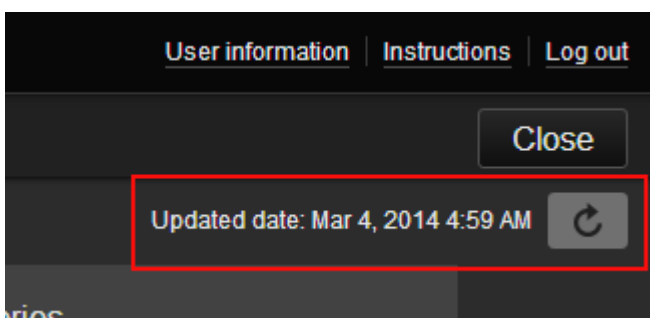 User information Instructions Log out
Close
Updated date: Mar 4, 2014 4:59 AM